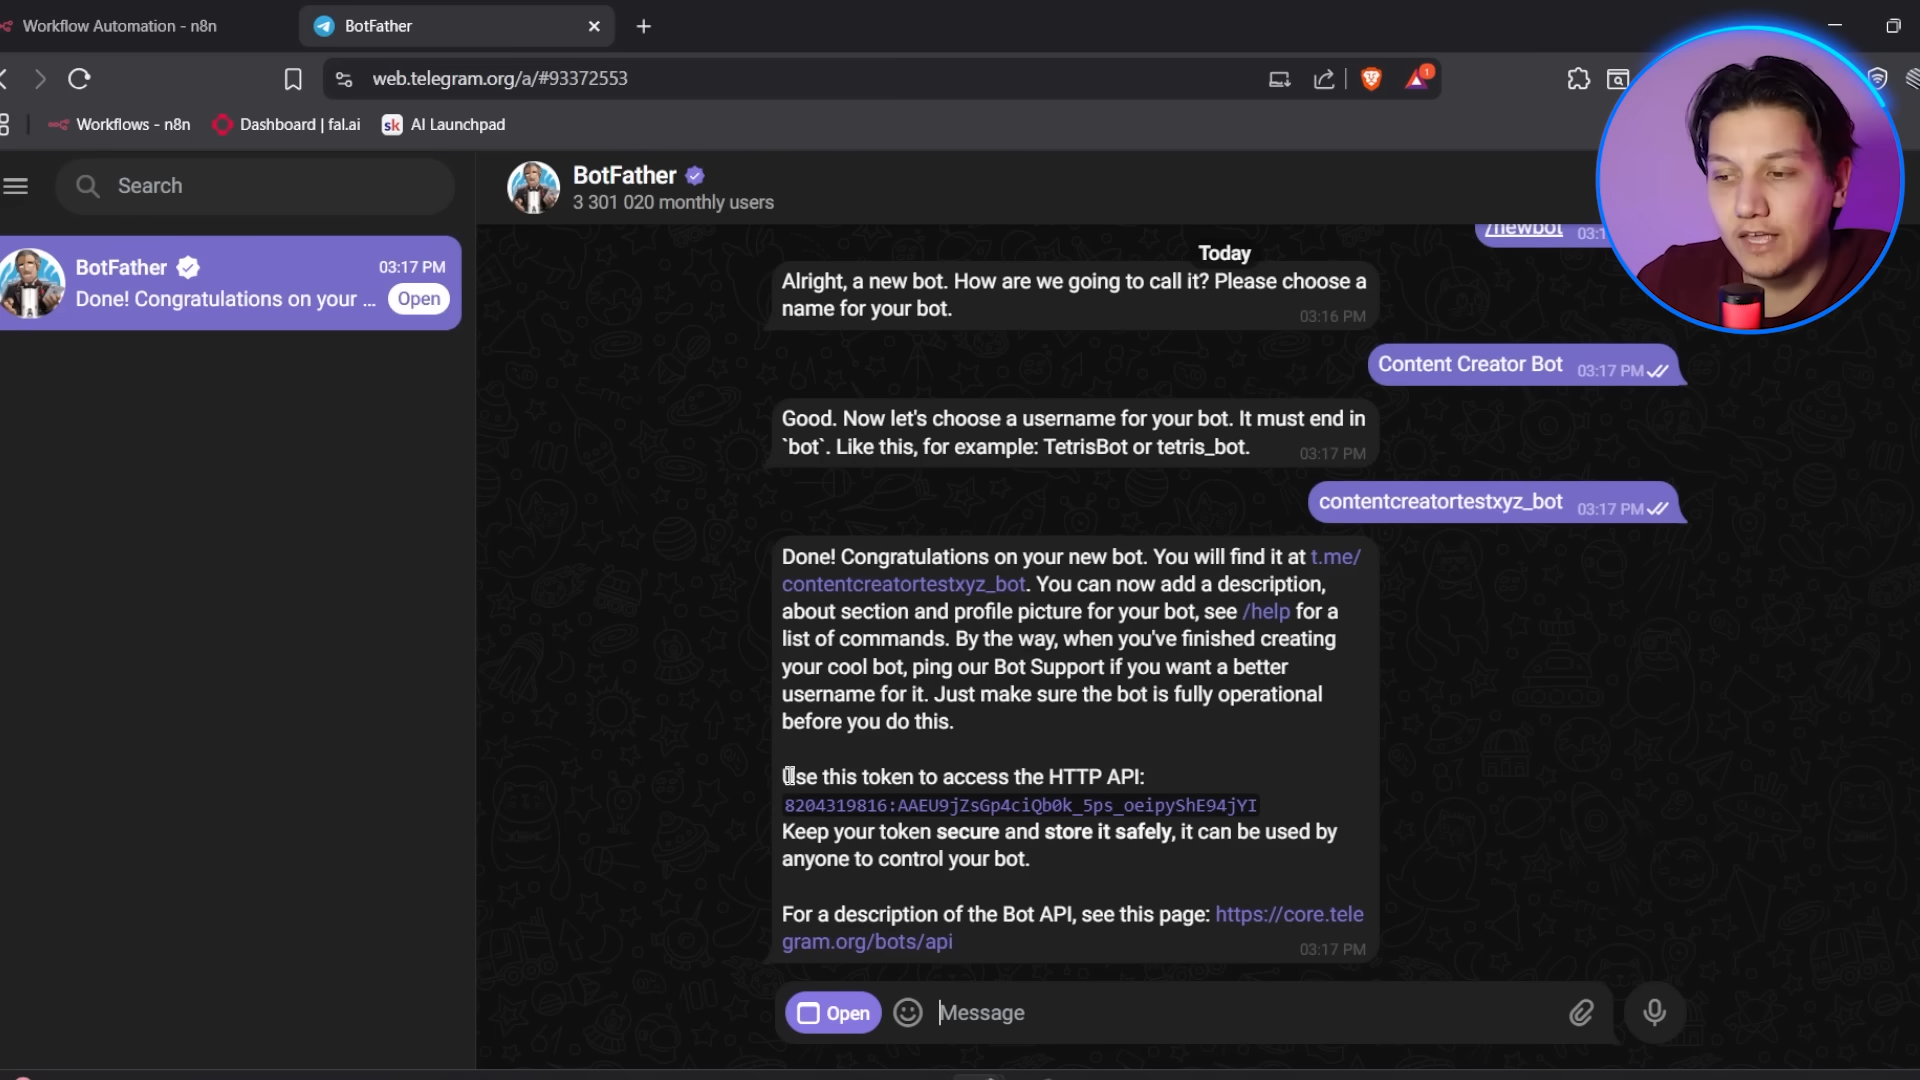 Workflow Automation - n8n
BotFather
web.telegram.org/a/#93372553
1
Workflows - n8n
Dashboard | fal.ai
sk
AI Launchpad
Search
BotFather
3 301 020 monthly users
BotFather
03:17 PM
Done! Congratulations on your ...
Open
/newbot
Today
Alright, a new bot. How are we going to call it? Please choose a
name for your bot.
03:16 PM
Content Creator Bot
03:17 PM
Good. Now let's choose a username for your bot. It must end in
`bot`. Like this, for example: TetrisBot or tetris_bot.
03:17 PM
contentcreatortestxyz_bot
03:17 PM
Done! Congratulations on your new bot. You will find it at t.me/
contentcreatortestxyz_bot. You can now add a description,
about section and profile picture for your bot, see /help for a
list of commands. By the way, when you've finished creating
your cool bot, ping our Bot Support if you want a better
username for it. Just make sure the bot is fully operational
before you do this.
Use this token to access the HTTP API:
8204319816:AAEU9jZsGp4ciQb0k_5ps_oeipyShE94jYI
Keep your token secure and store it safely, it can be used by
anyone to control your bot.
For a description of the Bot API, see this page: https://core.tele
gram.org/bots/api
03:17 PM
Open
Message